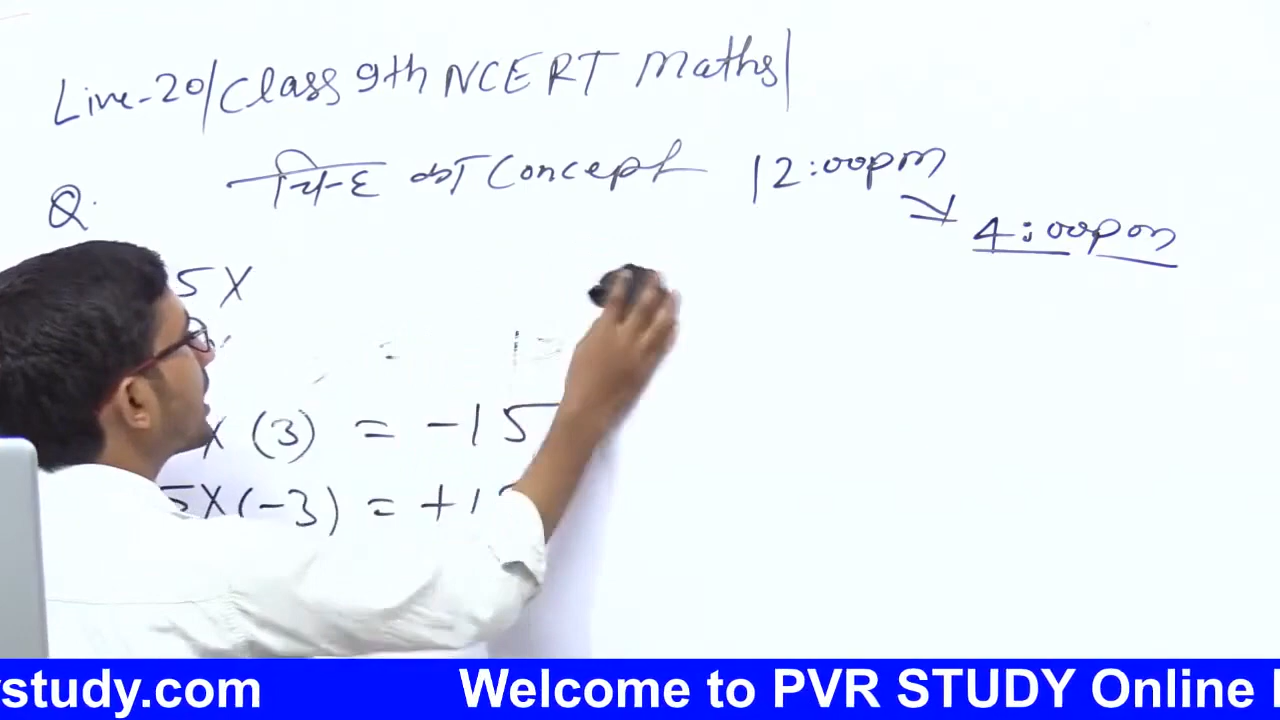 Live-20/Class 9th NCERT Maths/
चिन्ह का Concept 12:00pm
4:00pm
Q.
5X
X (3) = -15
5X(-3) = +1
ystudy.com Welcome to PVR STUDY Online